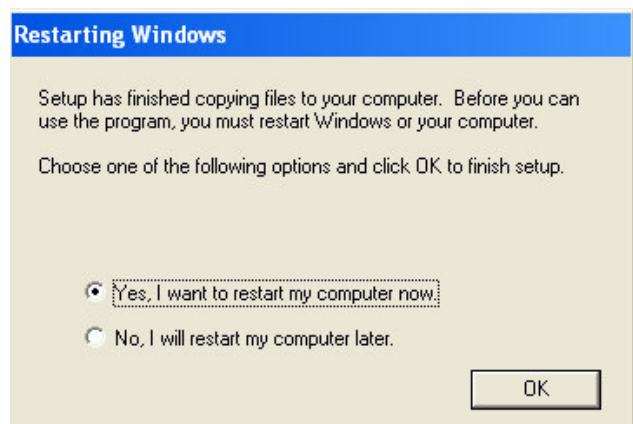 Restarting Windows
Setup has finished copying files to your computer. Before you can
use the program, you must restart Windows or your computer.
Choose one of the following options and click OK to finish setup.
Yes, I want to restart my computer now.
No, I will restart my computer later.
OK